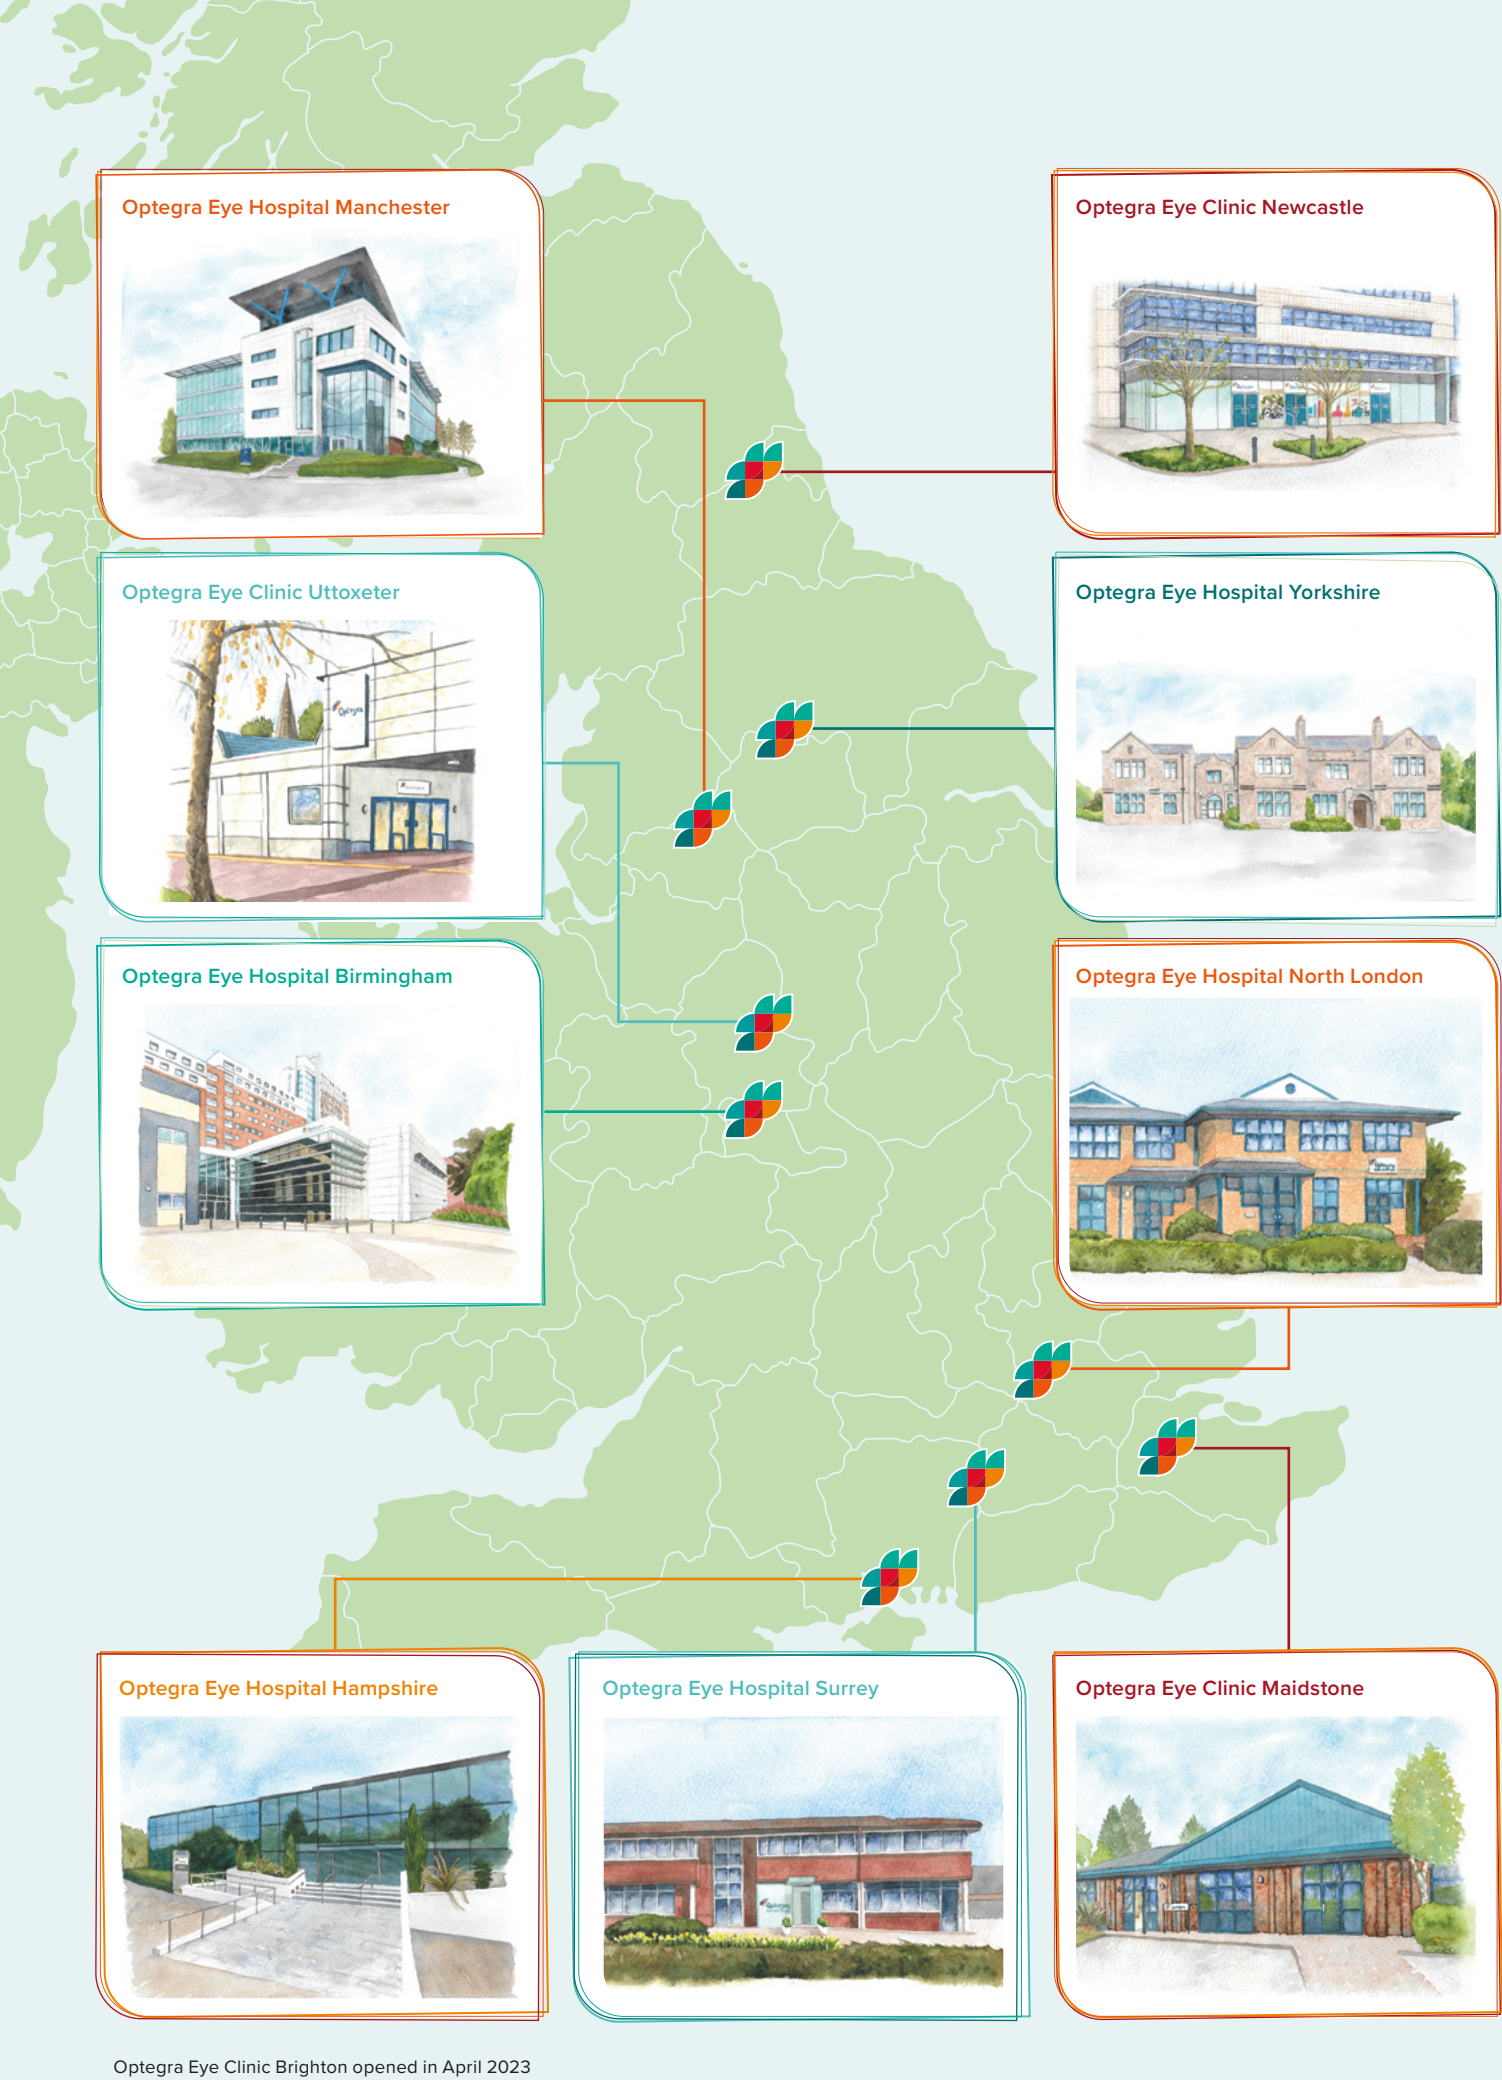 Optegra Eye Hospital Manchester
Optegra Eye Clinic Newcastle
Optegra Eye Clinic Uttoxeter
Optegra
Optegra Eye Hospital Yorkshire
Optegra Eye Hospital Birmingham
Optegra Eye Hospital North London
Optegra Eye Hospital Hampshire
Optegra Eye Hospital Surrey
Optegra
Optegra Eye Clinic Maidstone
Optegra Eye Clinic Brighton opened in April 2023